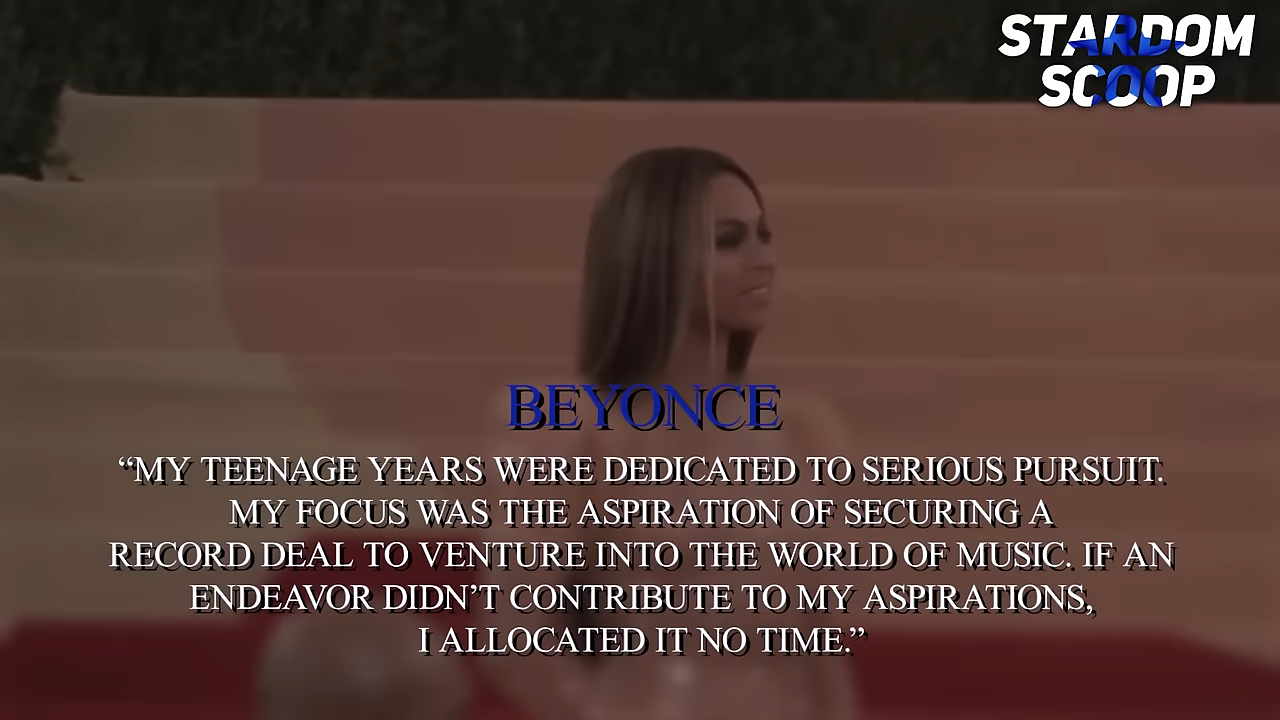 STARDOM
SCOOP
BEYONCE
“MY TEENAGE YEARS WERE DEDICATED TO SERIOUS PURSUIT.
MY FOCUS WAS THE ASPIRATION OF SECURING A
RECORD DEAL TO VENTURE INTO THE WORLD OF MUSIC. IF AN
ENDEAVOR DIDN’T CONTRIBUTE TO MY ASPIRATIONS,
I ALLOCATED IT NO TIME.”